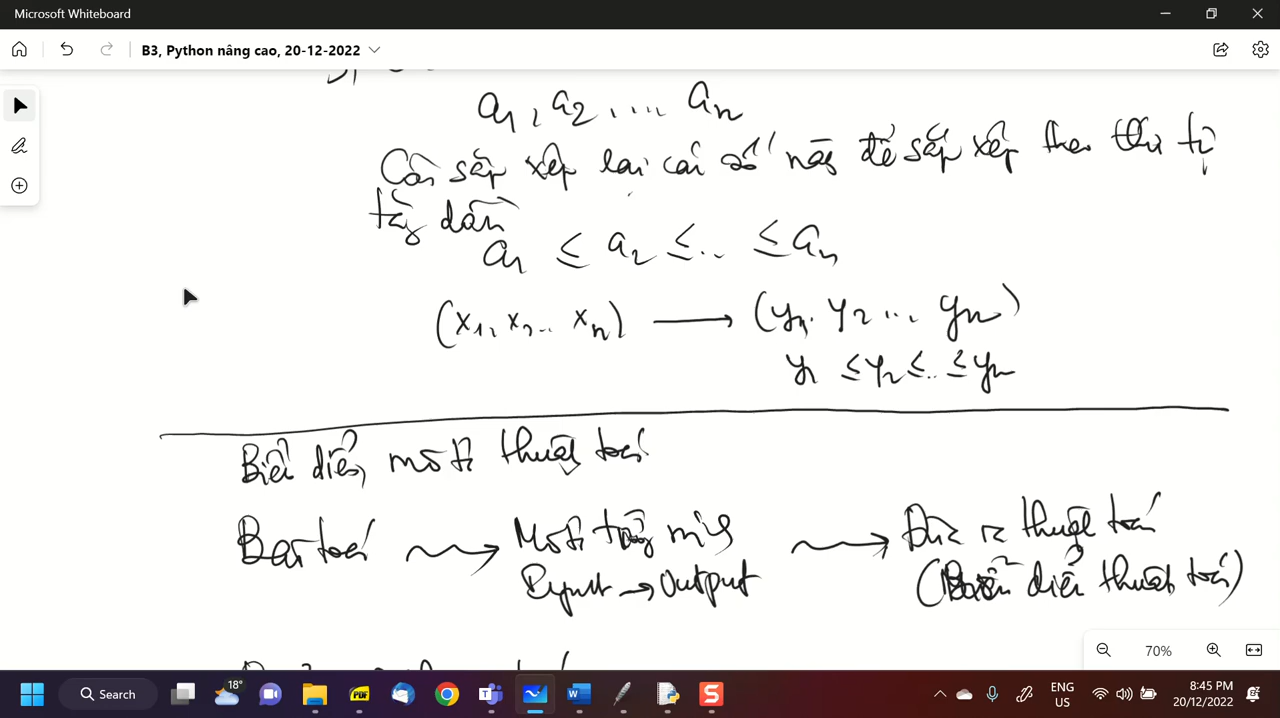 Microsoft Whiteboard
B3, Python nâng cao, 20-12-2022
a1, a2, ... an
Cần sắp xếp lại các số này để sắp xếp theo thứ tự
tăng dần
a1 ≤ a2 ≤ .. ≤ an
(x1, x2... xn) → (y1. y2 ... yn)
y1 ≤ y2 ≤ .. ≤ yn
Biểu diễn, mô tả thuật toán
Bài toán → Mô tả tường minh → Đưa ra thuật toán
Input → Output (Biểu diễn thuật toán)
70%
Search
18°
ENG
US
8:45 PM
20/12/2022